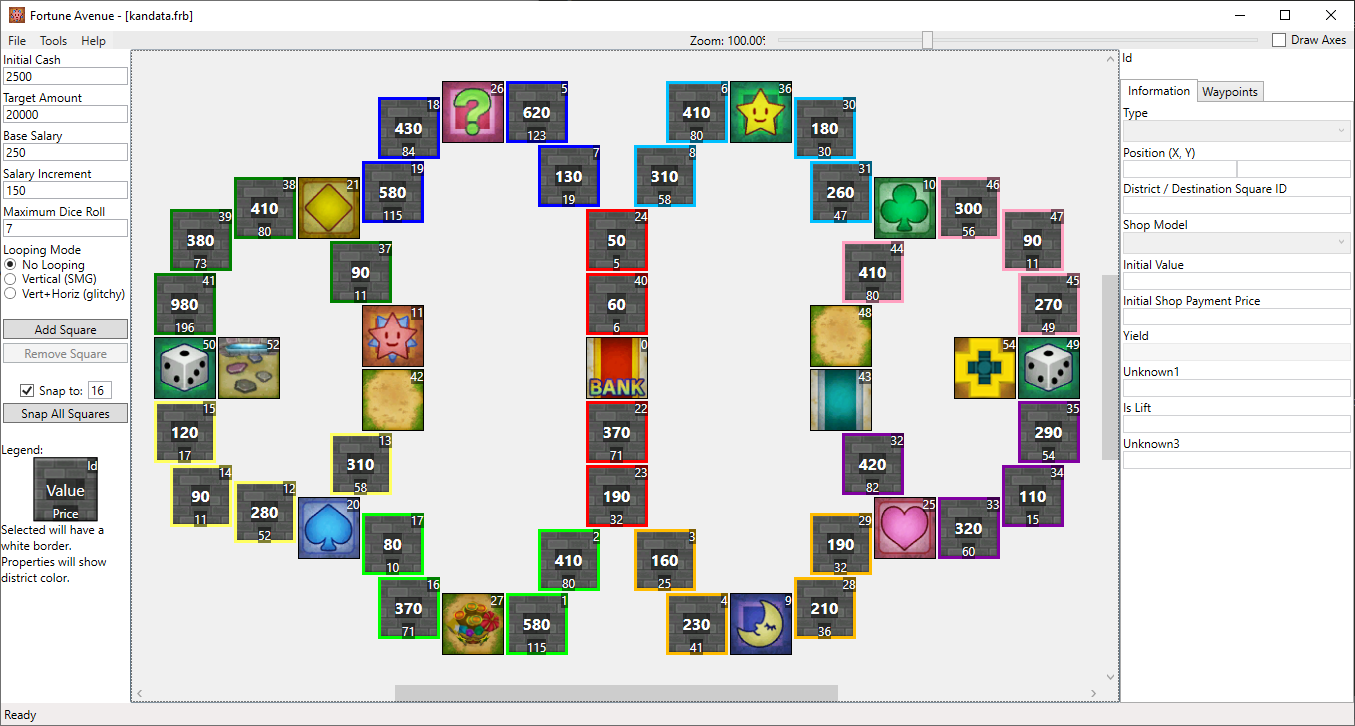 Fortune Avenue - [kandata.frb]
File Tools Help
Zoom: 100.00%
Draw Axes
Initial Cash
2500
Target Amount
20000
Base Salary
250
Salary Increment
150
Maximum Dice Roll
7
Looping Mode
No Looping
Vertical (SMG)
Vert+Horiz (glitchy)
Add Square
Remove Square
Snap to: 16
Snap All Squares
Legend:
Id
Value
Price
Selected will have a
white border.
Properties will show
district color.
26 5 6 36
18 620 410 30
430 123 80 180
84 7 8 30
19 130 310 31
580 19 58 260
115 47
38 21 10 46
410 300
80 56
39 24 47
380 50 90
73 5 11
37 44
90 410
11 80
41 40 45
980 60 270
196 6 49
11 48
50 52 0 54 49
BANK
42 43
15 22 35
120 370 290
17 71 54
13 32
310 420
58 82
14 23 34
90 190 110
11 32 15
12 20 25 33
280 320
52 60
17 2 3 29
80 410 160 190
10 80 25 32
16 28
370 210
71 36
27 1 4 9
580 230
115 41
Id
Information Waypoints
Type
Position (X, Y)
District / Destination Square ID
Shop Model
Initial Value
Initial Shop Payment Price
Yield
Unknown1
Is Lift
Unknown3
Ready